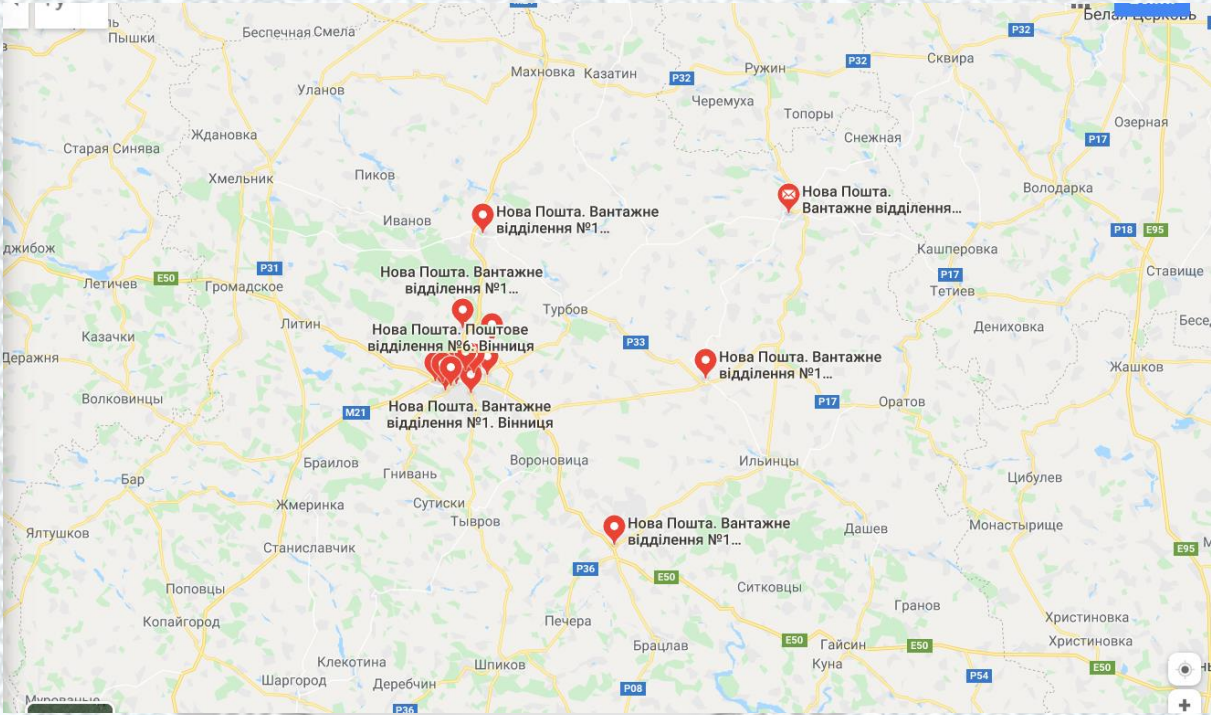 Белая Церковь
Пышки
Беспечная
Смела
P32
Сквира
Махновка
Казатин
P32
Ружин
P32
Уланов
Черемуха
Топоры
Озерная
Ждановка
Снежная
P17
Старая Синява
Хмельник
Пиков
Володарка
Нова Пошта.
Вантажне відділення...
Иванов
Нова Пошта. Вантажне
відділення №1...
P18
E95
джибож
Кашперовка
Летичев
E50
P31
Громадское
Нова Пошта. Вантажне
відділення №1...
P17
Тетиев
Ставище
Турбов
Литин
Казачки
Нова Пошта. Поштове
відділення №6. Вінниця
P33
Дениховка
Бесе
Деражня
Нова Пошта. Вантажне
відділення №1...
Жашков
Волковинцы
M21
Нова Пошта. Вантажне
відділення №1. Вінниця
P17
Оратов
Браилов
Гнивань
Вороновица
Ильинцы
Бар
Цибулев
Жмеринка
Сутиски
Тывров
Нова Пошта. Вантажне
відділення №1...
Дашев
Монастырище
Ялтушков
Станиславчик
E95
P36
E50
Ситковцы
Поповцы
Гранов
Копайгород
Печера
Христиновка
Христиновка
Брацлав
E50
Гайсин
E50
Клекотина
Шпиков
Куна
E50
Шаргород
Деребчин
P08
P54
Мурованые
P36